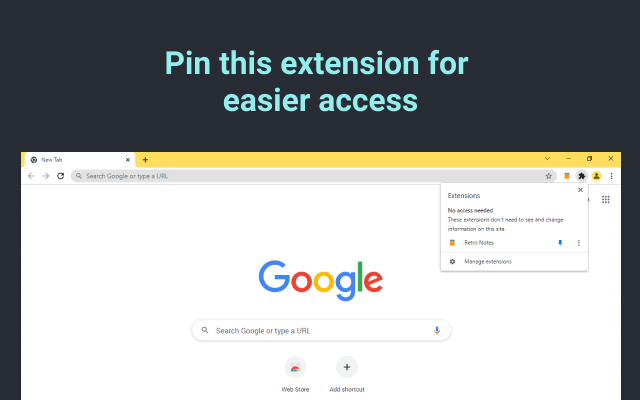 Pin this extension for
easier access
New Tab
Search Google or type a URL
Extensions
No access needed
These extensions don't need to see and change
information on this site.
Retro Notes
Manage extensions
Google
Search Google or type a URL
Web Store
Add shortcut